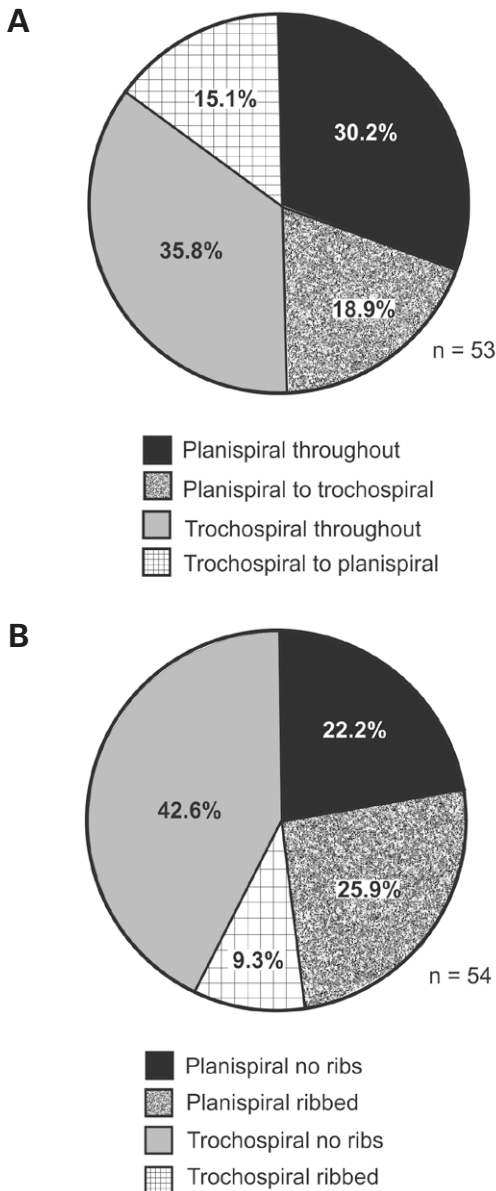 A
15.1%
30.2%
35.8%
18.9%
n = 53
Planispiral throughout
Planispiral to trochospiral
Trochospiral throughout
Trochospiral to planispiral
B
22.2%
42.6%
25.9%
9.3%
n = 54
Planispiral no ribs
Planispiral ribbed
Trochospiral no ribs
Trochospiral ribbed